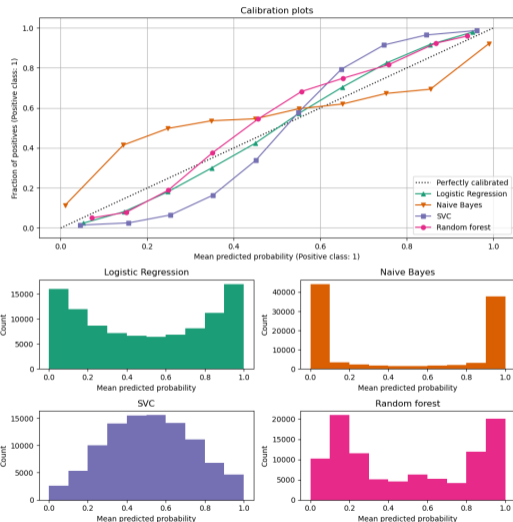 Calibration plots
1.0
0.8
0.6
0.4
0.2
0.0
Fraction of positives (Positive class: 1)
Perfectly calibrated
Logistic Regression
Naive Bayes
SVC
Random forest
0.0 0.2 0.4 0.6 0.8 1.0
Mean predicted probability (Positive class: 1)
Logistic Regression
15000
10000
5000
0
Count
0.0 0.2 0.4 0.6 0.8 1.0
Mean predicted probability
Naive Bayes
40000
30000
20000
10000
0
Count
0.0 0.2 0.4 0.6 0.8 1.0
Mean predicted probability
SVC
15000
10000
5000
0
Count
0.0 0.2 0.4 0.6 0.8 1.0
Mean predicted probability
Random forest
20000
15000
10000
5000
0
Count
0.0 0.2 0.4 0.6 0.8 1.0
Mean predicted probability